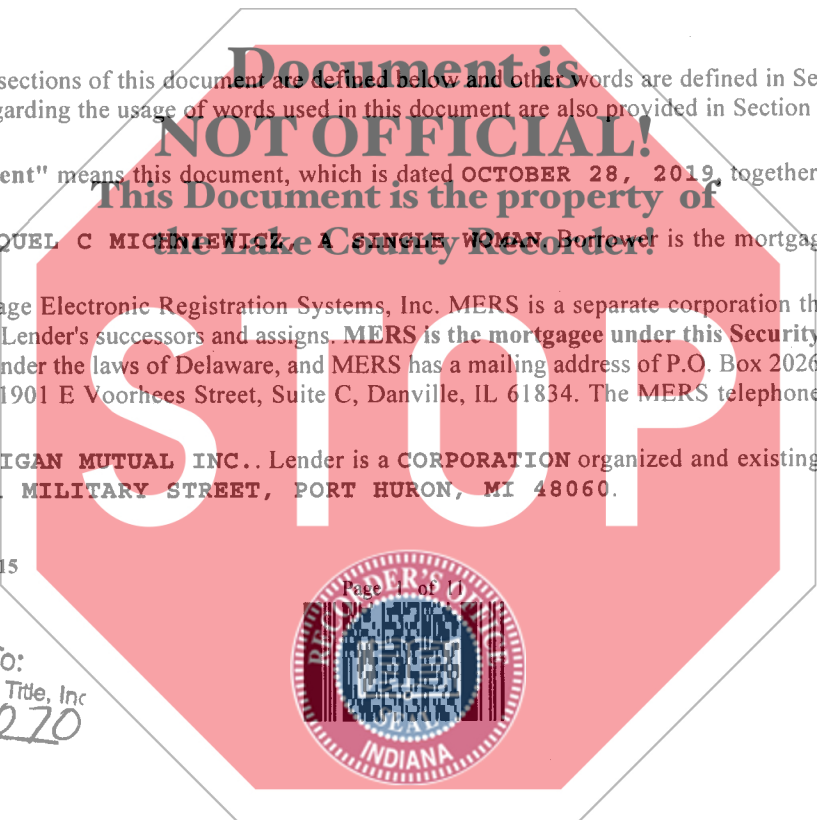 Document is
sections of this document are defined below and other words are defined in Se
garding the usage of words used in this document are also provided in Section
NOT OFFICIAL!
ent" means this document, which is dated OCTOBER 28, 2019, together
This Document is the property of
QUEL C MICHNIEWICZ, A SINGLE WOMAN. Borrower is the mortgag
the Lake County Recorder!
age Electronic Registration Systems, Inc. MERS is a separate corporation th
Lender's successors and assigns. MERS is the mortgagee under this Security
nder the laws of Delaware, and MERS has a mailing address of P.O. Box 2026
1901 E Voorhees Street, Suite C, Danville, IL 61834. The MERS telephone
STOP
IGAN MUTUAL INC.. Lender is a CORPORATION organized and existing
MILITARY STREET, PORT HURON, MI 48060.
15
Page 1 of 11
RECORDER'S OFFICE
SEAL
INDIANA
o:
Title, Inc
270